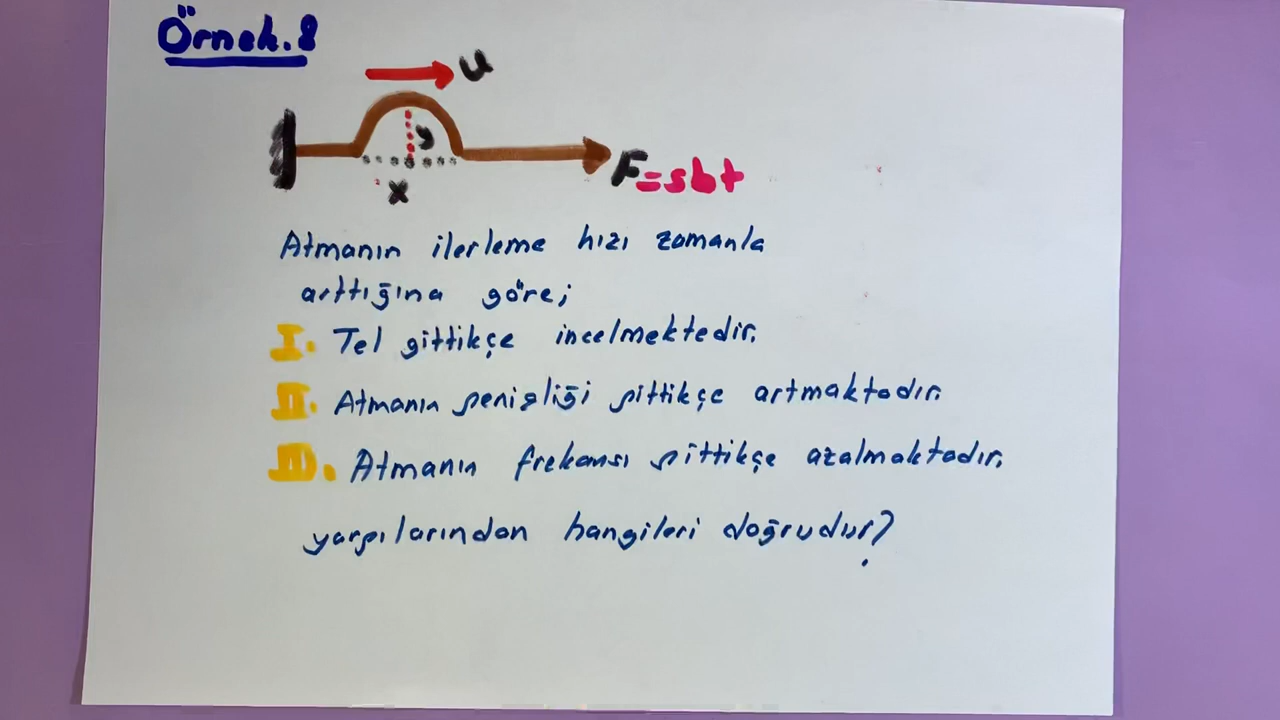 Örnek.8
u
y
x
F=sbt
Atmanın ilerleme hızı zamanla
arttığına göre;
I. Tel gittikçe incelmektedir.
II. Atmanın genişliği gittikçe artmaktadır.
III. Atmanın frekansı gittikçe azalmaktadır.
yargılarından hangileri doğrudur?